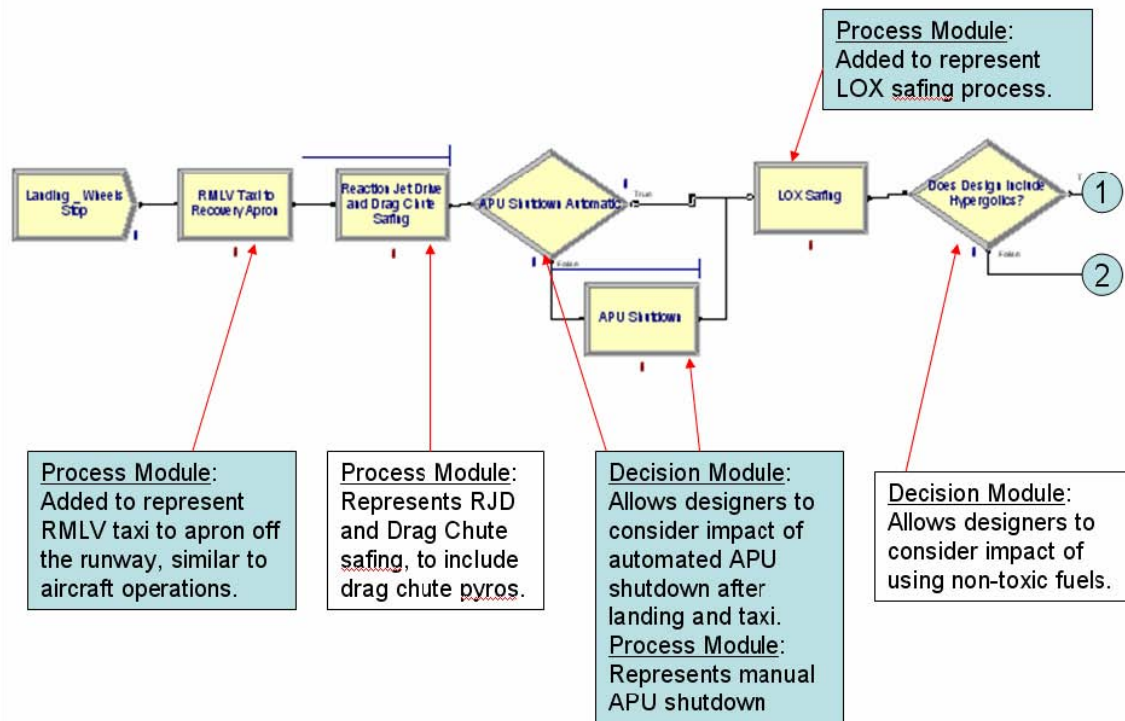 Process Module:
Added to represent
LOX safing process.
Landing _ Wheels
Stop
RMLV Taxi to
Recovery Apron
Reaction Jet Drive
and Drag Chute
Safing
APU Shutdown Automatic
True
False
APU Shutdown
LOX Safing
Does Design Include
Hypergolics?
False
1
2
Process Module:
Added to represent
RMLV taxi to apron off
the runway, similar to
aircraft operations.
Process Module:
Represents RJD
and Drag Chute
safing, to include
drag chute pyros.
Decision Module:
Allows designers to
consider impact of
automated APU
shutdown after
landing and taxi.
Process Module:
Represents manual
APU shutdown
Decision Module:
Allows designers to
consider impact of
using non-toxic fuels.